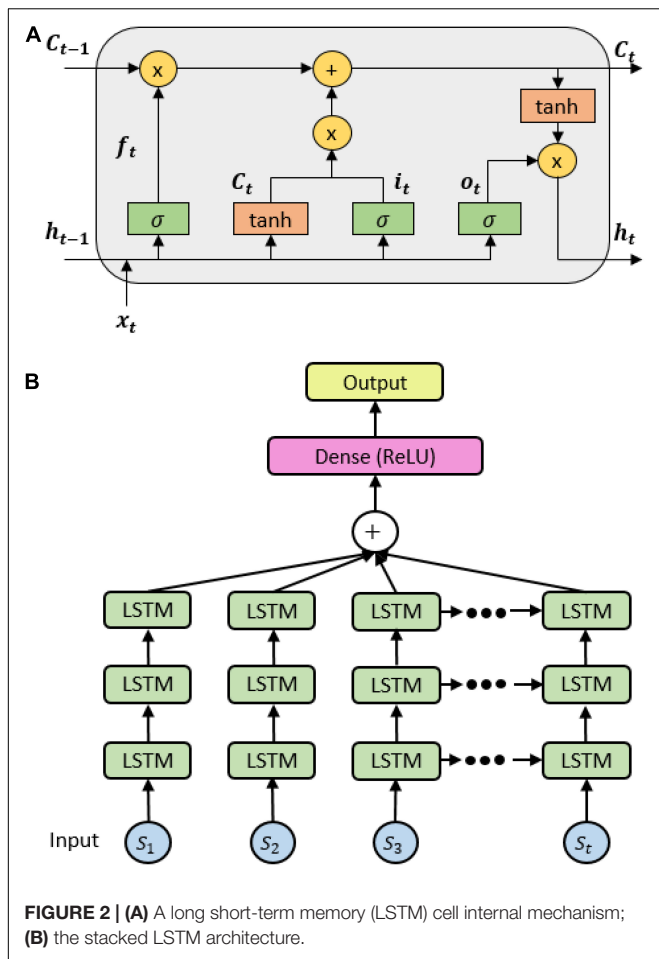 A
C_{t-1} C_t
x + tanh
x x
f_t C_t i_t o_t
σ tanh σ σ
h_{t-1} h_t
x_t
B
Output
Dense (ReLU)
+
LSTM LSTM LSTM ●●● LSTM
LSTM LSTM LSTM ●●● LSTM
LSTM LSTM LSTM ●●● LSTM
Input S_1 S_2 S_3 S_t
FIGURE 2 | (A) A long short-term memory (LSTM) cell internal mechanism;
(B) the stacked LSTM architecture.